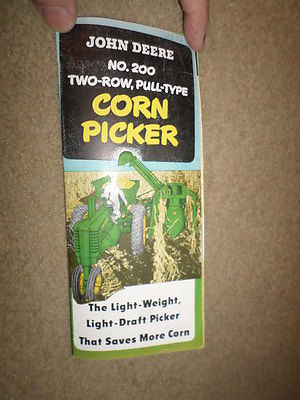 JOHN DEERE
NO. 200
TWO-ROW, PULL-TYPE
CORN
PICKER
The Light-Weight,
Light-Draft Picker
That Saves More Corn